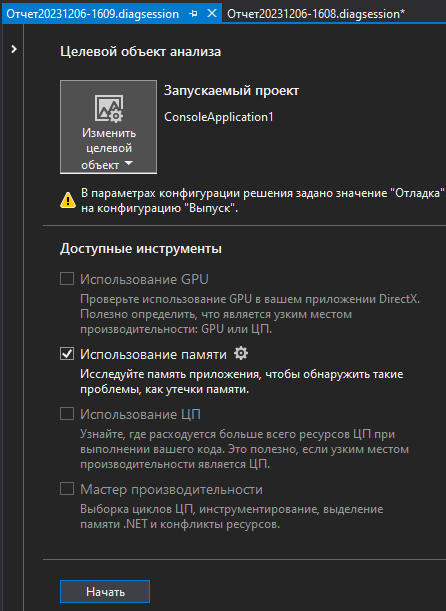 Отчет20231206-1609.diagsession
Отчет20231206-1608.diagsession*
Целевой объект анализа
Изменить
целевой
объект
Запускаемый проект
ConsoleApplication1
В параметрах конфигурации решения задано значение "Отладка"
на конфигурацию "Выпуск".
Доступные инструменты
Использование GPU
Проверьте использование GPU в вашем приложении DirectX.
Полезно определить, что является узким местом
производительности: GPU или ЦП.
Использование памяти
Исследуйте память приложения, чтобы обнаружить такие
проблемы, как утечки памяти.
Использование ЦП
Узнайте, где расходуется больше всего ресурсов ЦП при
выполнении вашего кода. Это полезно, если узким местом
производительности является ЦП.
Мастер производительности
Выборка циклов ЦП, инструментирование, выделение
памяти .NET и конфликты ресурсов.
Начать